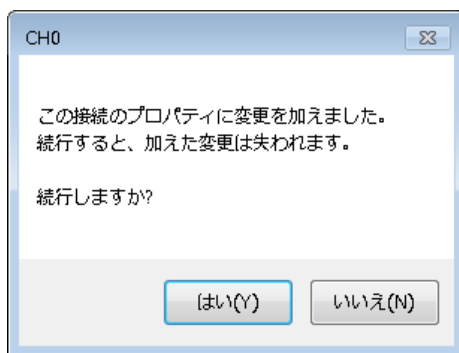 CH0
この接続のプロパティに変更を加えました。
続行すると、加えた変更は失われます。
続行しますか?
はい(Y)
いいえ(N)